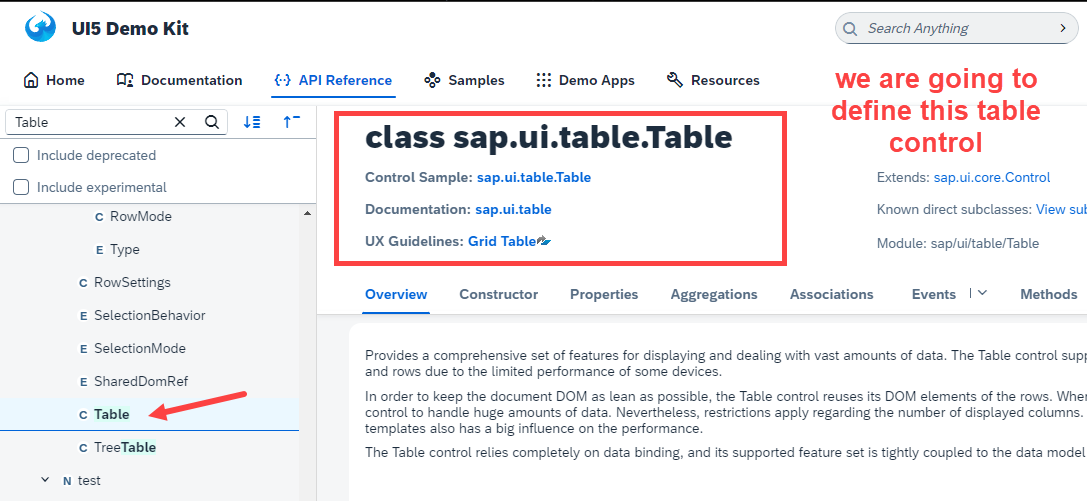 UI5 Demo Kit
Search Anything
Home
Documentation
API Reference
Samples
Demo Apps
Resources
we are going to
define this table
control
Table
Include deprecated
Include experimental
C RowMode
E Type
C RowSettings
E SelectionBehavior
E SelectionMode
E SharedDomRef
C Table
C TreeTable
N test
class sap.ui.table.Table
Control Sample: sap.ui.table.Table
Documentation: sap.ui.table
UX Guidelines: Grid Table
Extends: sap.ui.core.Control
Known direct subclasses: View sub
Module: sap/ui/table/Table
Overview
Constructor
Properties
Aggregations
Associations
Events
Methods
Provides a comprehensive set of features for displaying and dealing with vast amounts of data. The Table control supp
and rows due to the limited performance of some devices.
In order to keep the document DOM as lean as possible, the Table control reuses its DOM elements of the rows. Wher
control to handle huge amounts of data. Nevertheless, restrictions apply regarding the number of displayed columns.
templates also has a big influence on the performance.
The Table control relies completely on data binding, and its supported feature set is tightly coupled to the data model